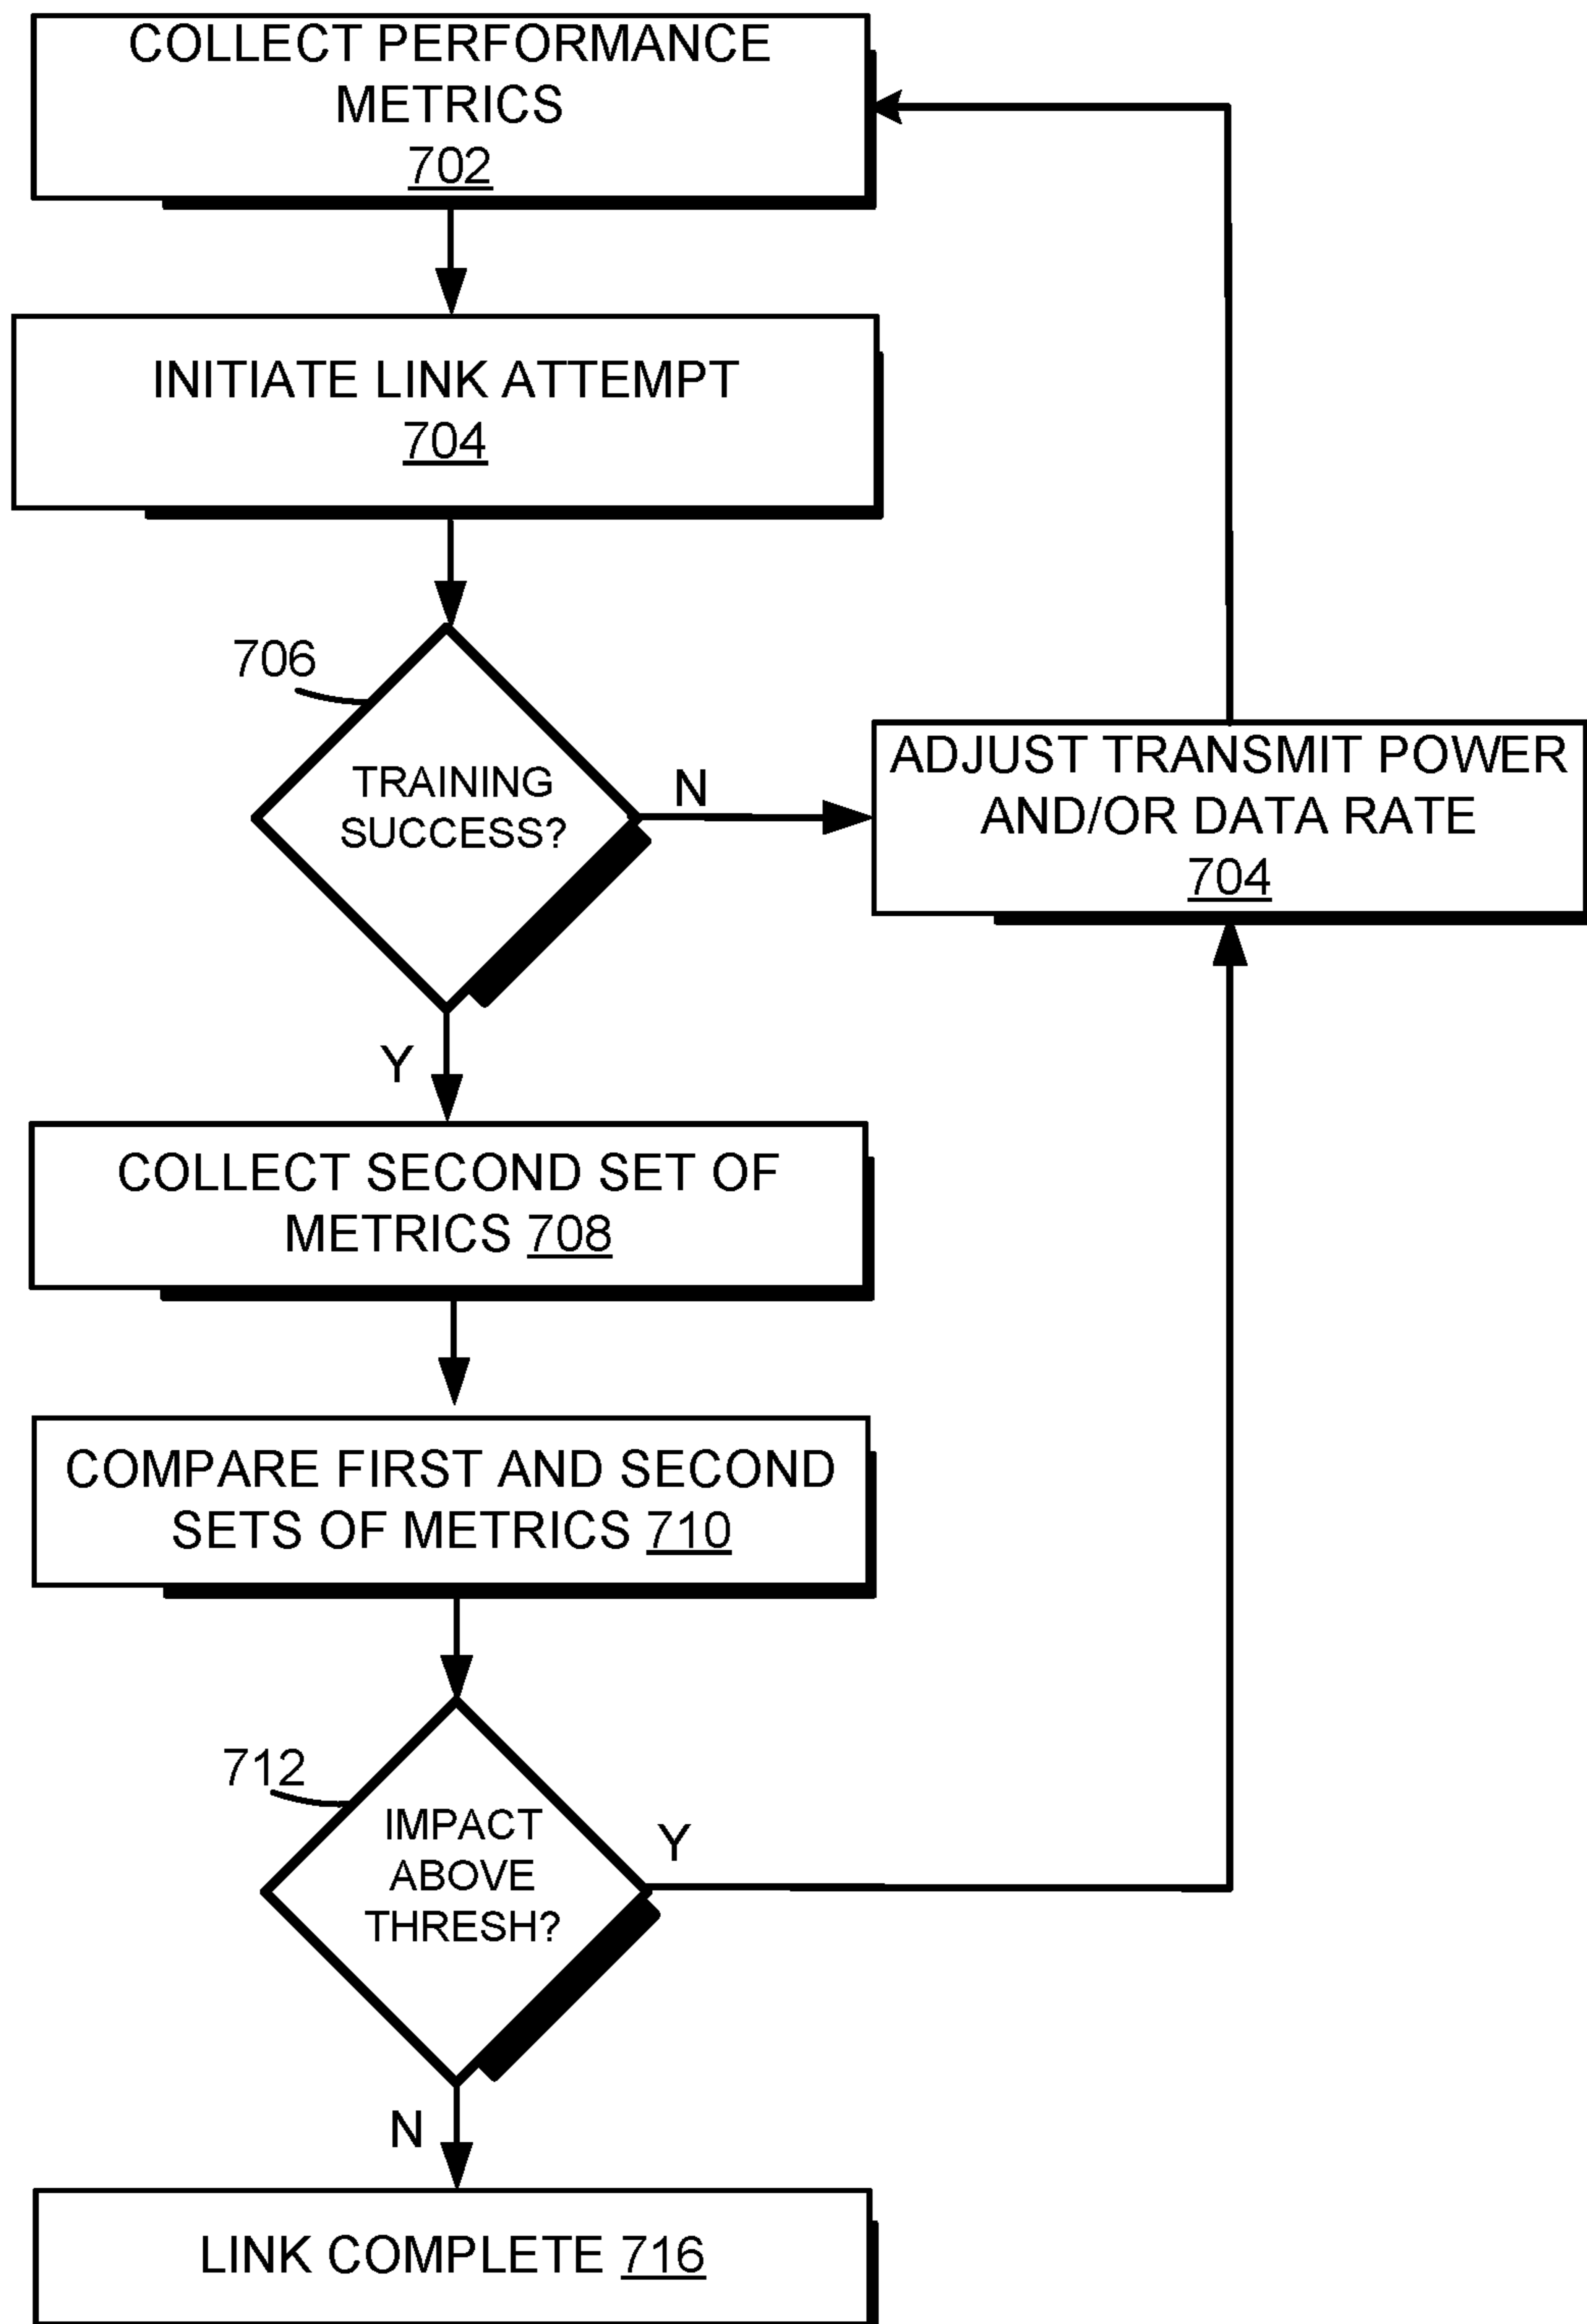 COLLECT PERFORMANCE
METRICS
702
INITIATE LINK ATTEMPT
704
706
TRAINING
SUCCESS?
N
ADJUST TRANSMIT POWER
AND/OR DATA RATE
704
Y
COLLECT SECOND SET OF
METRICS 708
COMPARE FIRST AND SECOND
SETS OF METRICS 710
712
IMPACT
ABOVE
THRESH?
Y
N
LINK COMPLETE 716